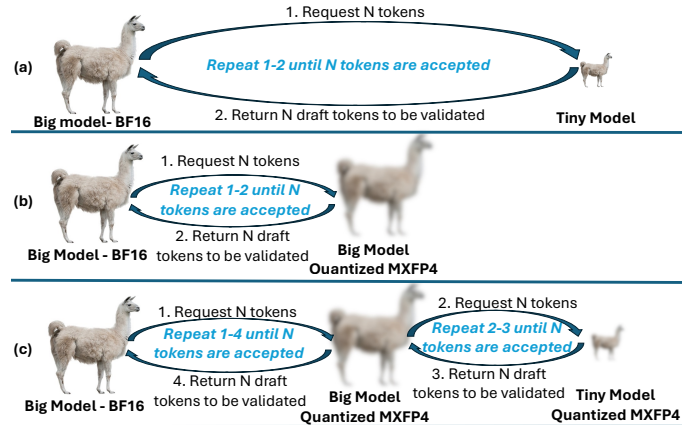 (a)
1. Request N tokens
Repeat 1-2 until N tokens are accepted
2. Return N draft tokens to be validated
Big model- BF16
Tiny Model
(b)
1. Request N tokens
Repeat 1-2 until N
tokens are accepted
2. Return N draft
tokens to be validated
Big Model - BF16
Big Model
Quantized MXFP4
(c)
1. Request N tokens
Repeat 1-4 until N
tokens are accepted
4. Return N draft
tokens to be validated
Big Model - BF16
Big Model
Quantized MXFP4
2. Request N tokens
Repeat 2-3 until N
tokens are accepted
3. Return N draft
tokens to be validated
Tiny Model
Quantized MXFP4